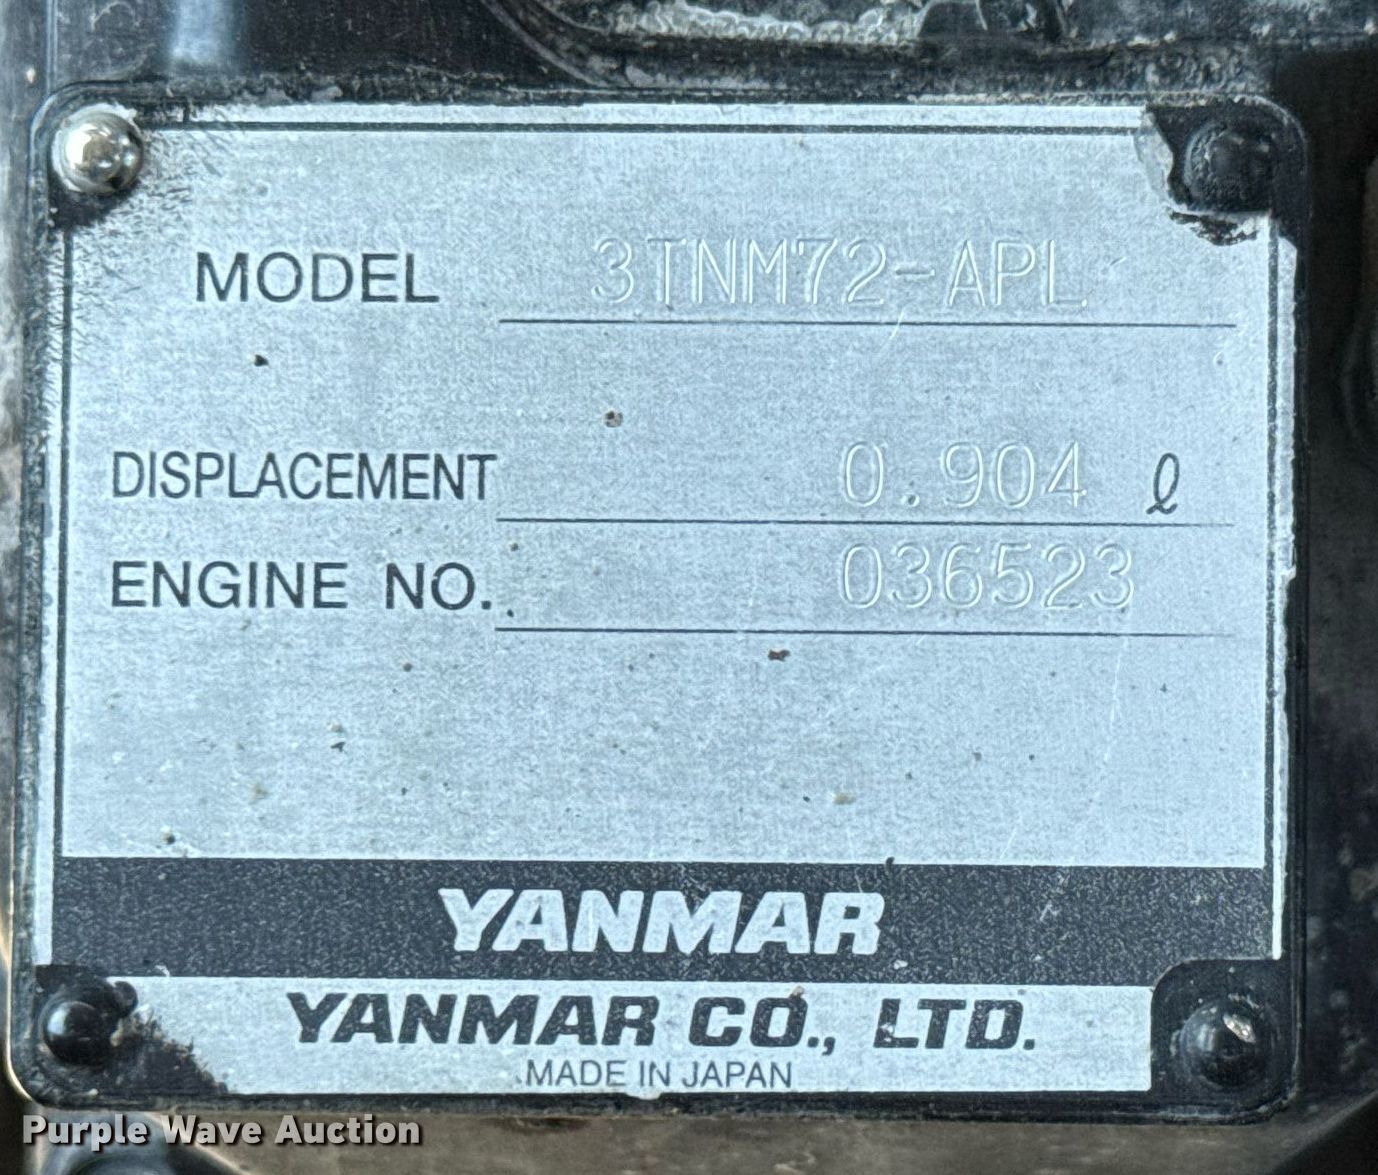 MODEL 3TNM72-APL
DISPLACEMENT 0.904 ℓ
ENGINE NO. 036523
YANMAR
YANMAR CO., LTD.
MADE IN JAPAN
Purple Wave Auction